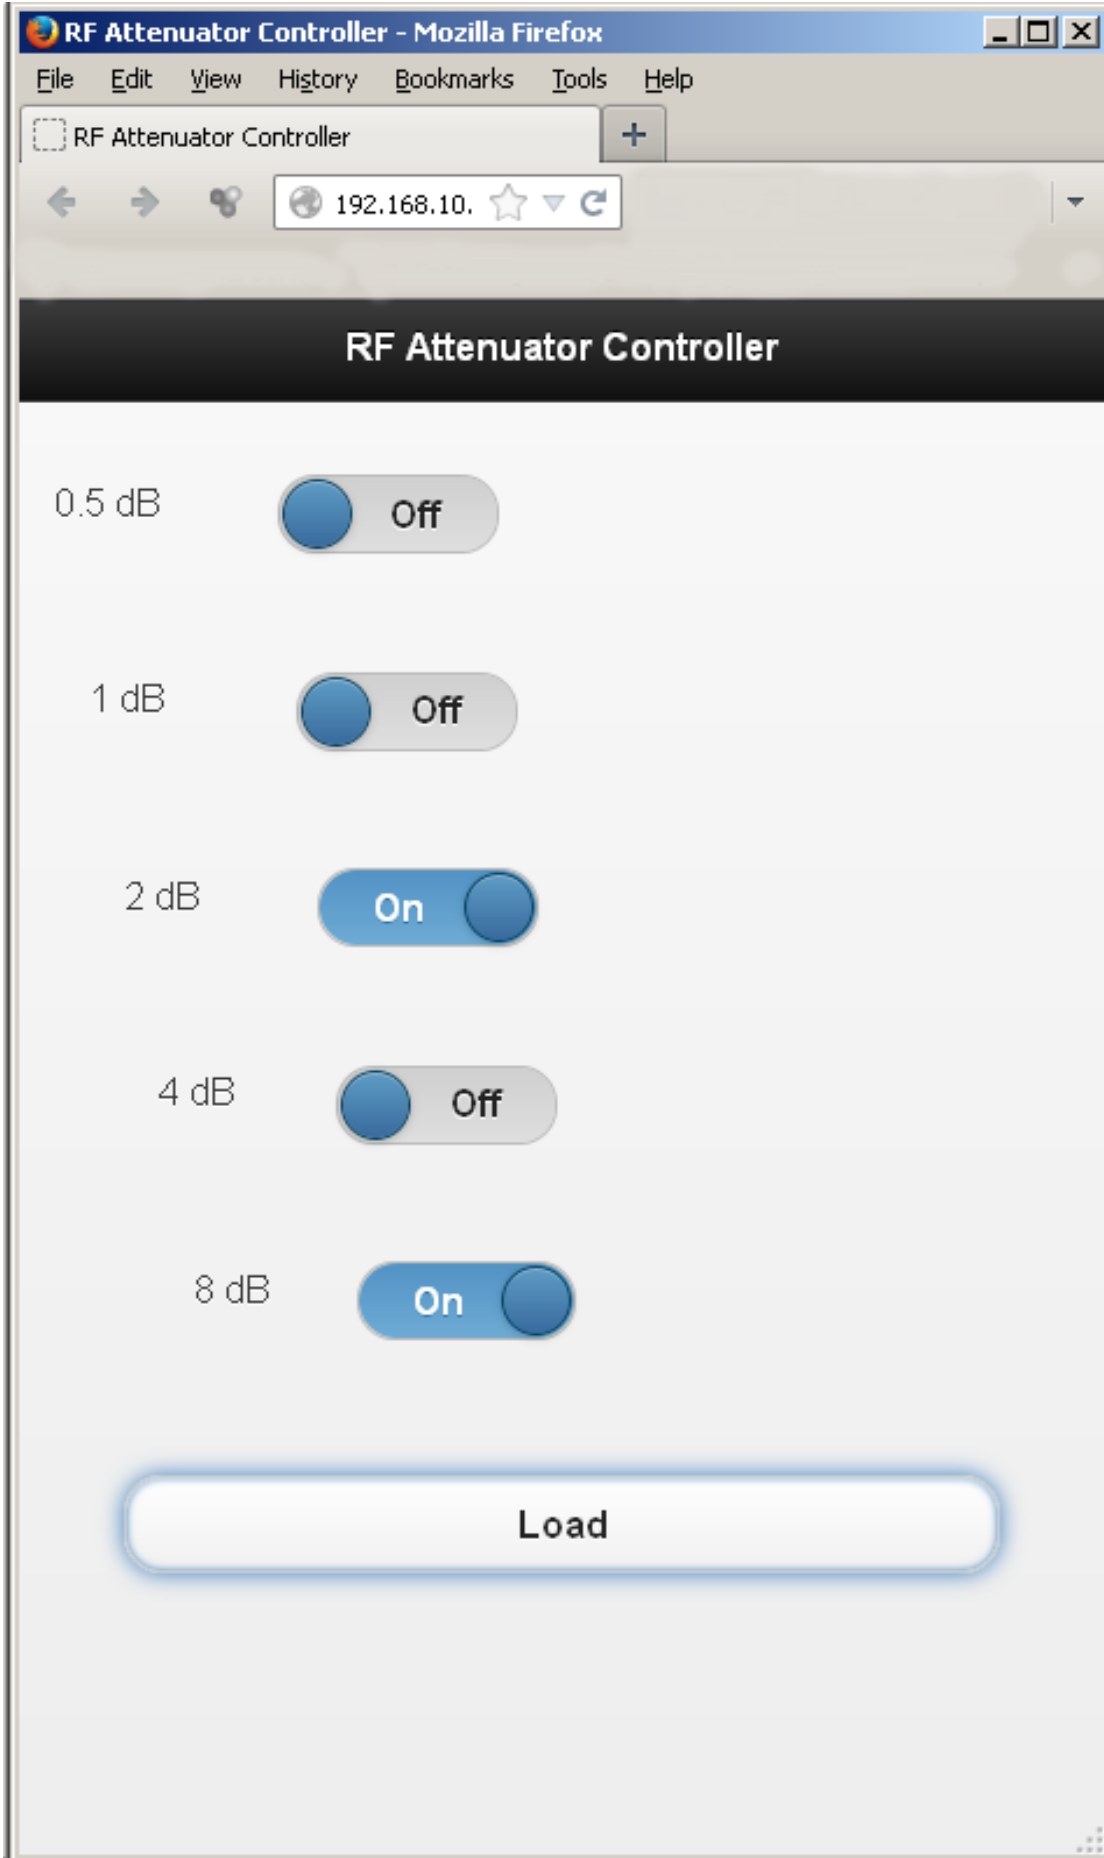 RF Attenuator Controller - Mozilla Firefox
File Edit View History Bookmarks Tools Help
RF Attenuator Controller
192.168.10.
RF Attenuator Controller
0.5 dB Off
1 dB Off
2 dB On
4 dB Off
8 dB On
Load